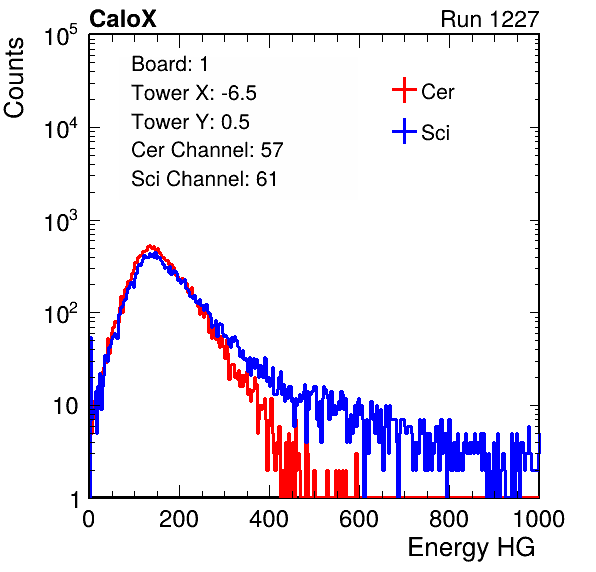 CaloX Run 1227
Counts
10^5
10^4
10^3
10^2
10
1
Board: 1
Tower X: -6.5
Tower Y: 0.5
Cer Channel: 57
Sci Channel: 61
Cer
Sci
0 200 400 600 800 1000
Energy HG